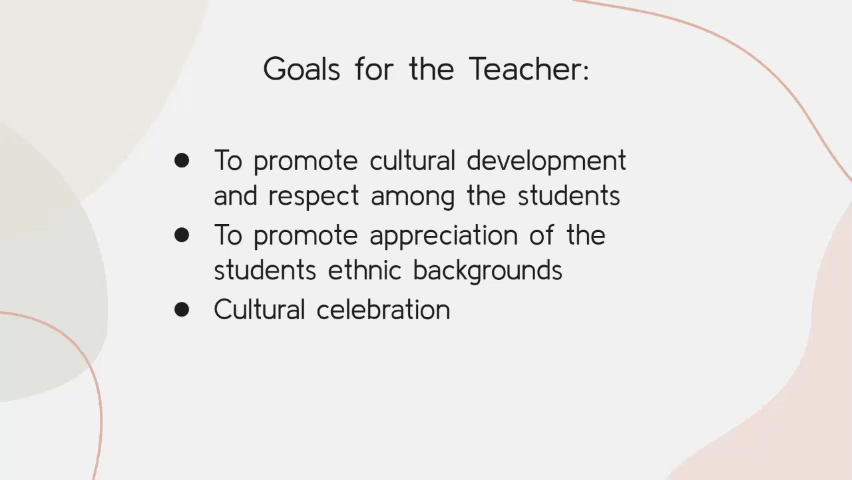 Goals for the Teacher:
● To promote cultural development
and respect among the students
● To promote appreciation of the
students ethnic backgrounds
● Cultural celebration